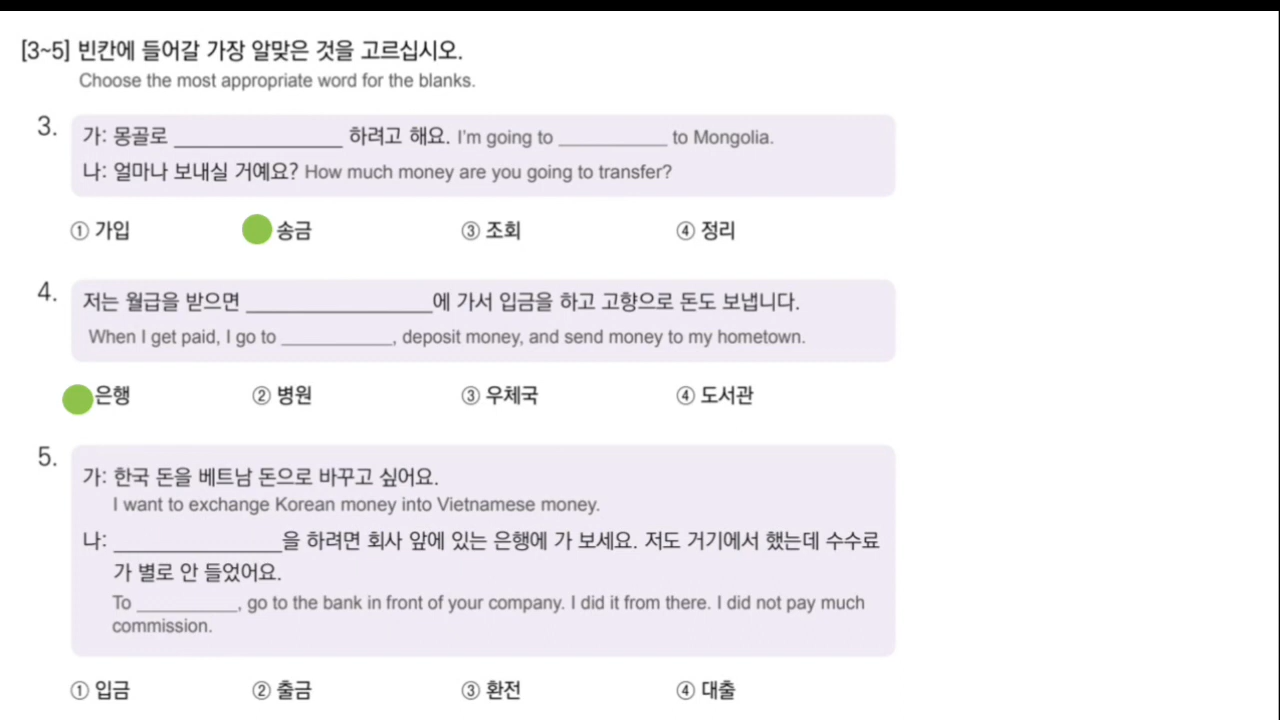 [3~5] 빈칸에 들어갈 가장 알맞은 것을 고르십시오.
Choose the most appropriate word for the blanks.
3.
가: 몽골로 ________________ 하려고 해요. I'm going to ___________ to Mongolia.
나: 얼마나 보내실 거예요? How much money are you going to transfer?
① 가입 송금 ③ 조회 ④ 정리
4.
저는 월급을 받으면 __________________에 가서 입금을 하고 고향으로 돈도 보냅니다.
When I get paid, I go to ___________, deposit money, and send money to my hometown.
은행 ② 병원 ③ 우체국 ④ 도서관
5.
가: 한국 돈을 베트남 돈으로 바꾸고 싶어요.
I want to exchange Korean money into Vietnamese money.
나: ________________을 하려면 회사 앞에 있는 은행에 가 보세요. 저도 거기에서 했는데 수수료
가 별로 안 들었어요.
To __________, go to the bank in front of your company. I did it from there. I did not pay much
commission.
① 입금 ② 출금 ③ 환전 ④ 대출